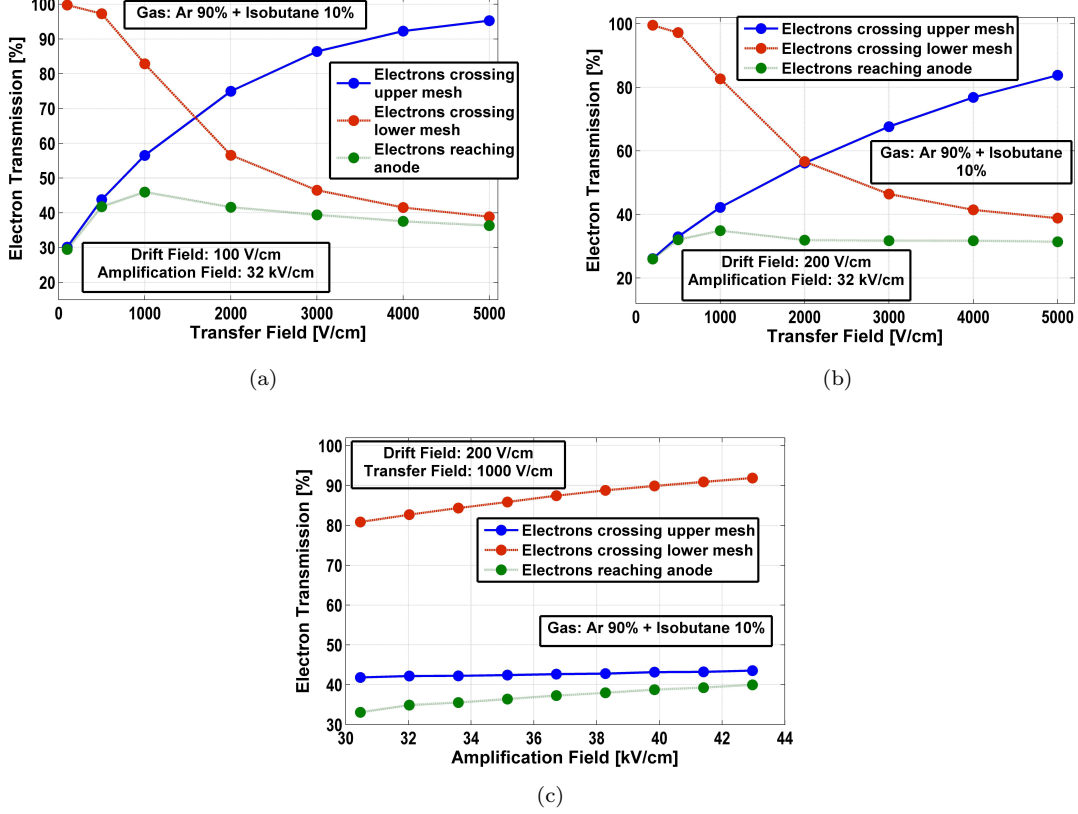 Gas: Ar 90% + Isobutane 10%
Electron Transmission [%]
100
90
80
70
60
50
40
30
20
Electrons crossing
upper mesh
Electrons crossing
lower mesh
Electrons reaching
anode
Drift Field: 100 V/cm
Amplification Field: 32 kV/cm
0 1000 2000 3000 4000 5000
Transfer Field [V/cm]
(a)
Electron Transmission [%]
100
80
60
40
20
Electrons crossing upper mesh
Electrons crossing lower mesh
Electrons reaching anode
Gas: Ar 90% + Isobutane
10%
Drift Field: 200 V/cm
Amplification Field: 32 kV/cm
0 1000 2000 3000 4000 5000
Transfer Field [V/cm]
(b)
Electron Transmission [%]
100
90
80
70
60
50
40
30
Drift Field: 200 V/cm
Transfer Field: 1000 V/cm
Electrons crossing upper mesh
Electrons crossing lower mesh
Electrons reaching anode
Gas: Ar 90% + Isobutane 10%
30 32 34 36 38 40 42 44
Amplification Field [kV/cm]
(c)